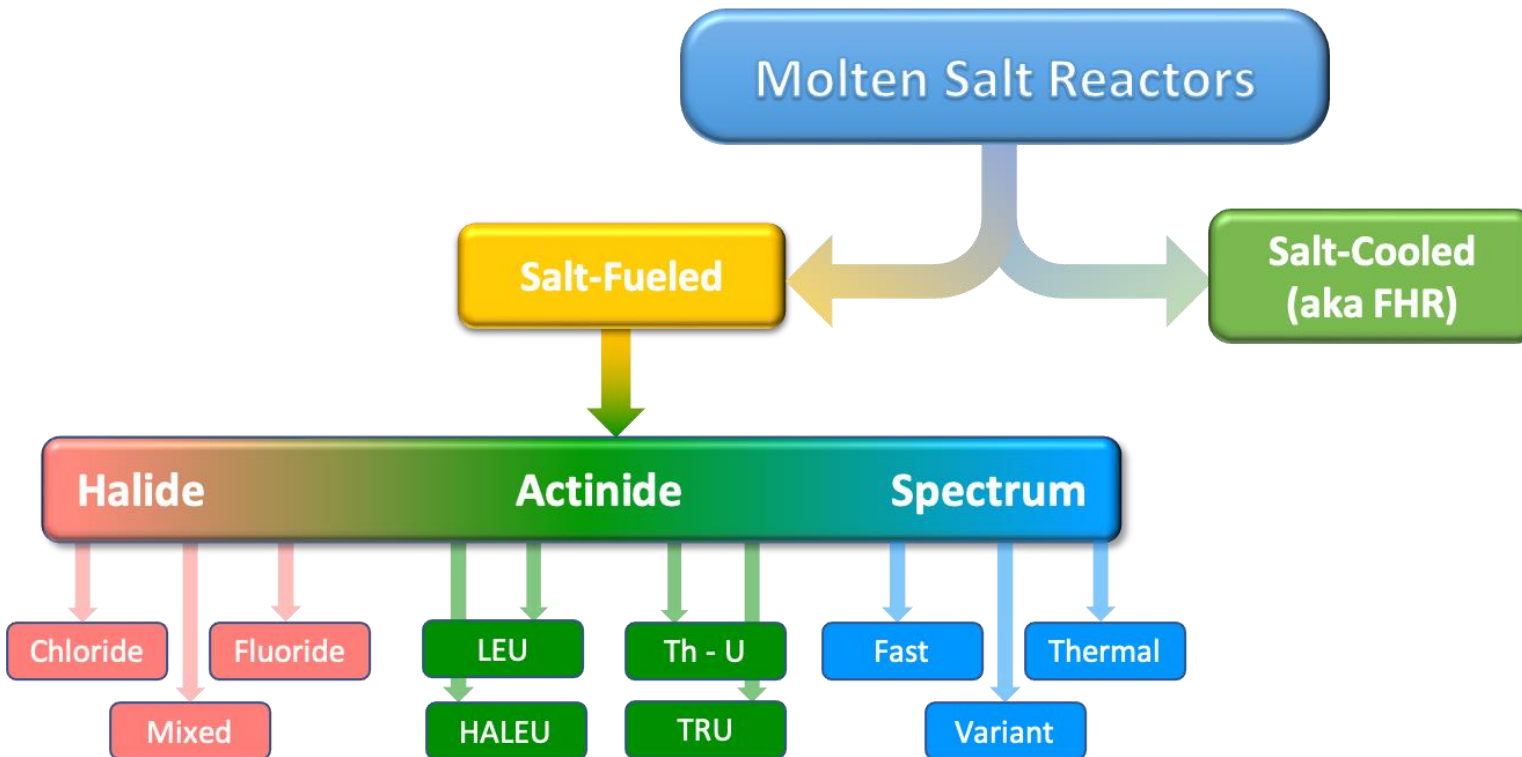 Molten Salt Reactors
Salt-Fueled
Salt-Cooled
(aka FHR)
Halide
Actinide
Spectrum
Chloride
Fluoride
Mixed
LEU
Th - U
HALEU
TRU
Fast
Thermal
Variant